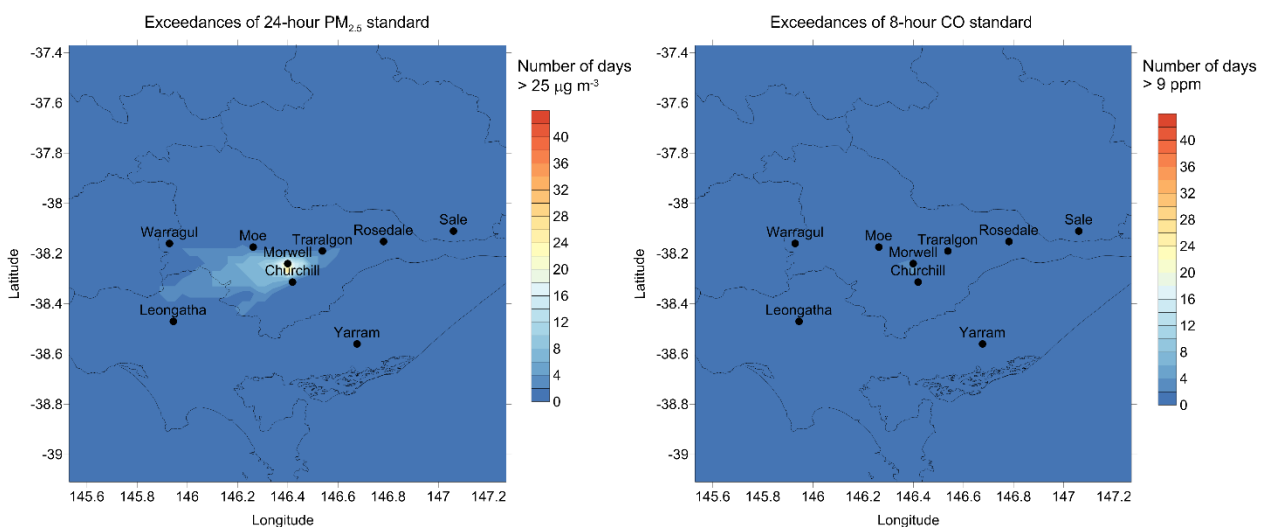 Exceedances of 24-hour PM2.5 standard
Number of days
> 25 μg m-3
-37.4
-37.6
-37.8
-38
-38.2
-38.4
-38.6
-38.8
-39
Latitude
Sale
Rosedale
Warragul
Moe
Traralgon
Morwell
Churchill
Leongatha
Yarram
40
36
32
28
24
20
16
12
8
4
0
145.6 145.8 146 146.2 146.4 146.6 146.8 147 147.2
Longitude
Exceedances of 8-hour CO standard
Number of days
> 9 ppm
-37.4
-37.6
-37.8
-38
-38.2
-38.4
-38.6
-38.8
-39
Latitude
Sale
Rosedale
Warragul
Moe
Traralgon
Morwell
Churchill
Leongatha
Yarram
40
36
32
28
24
20
16
12
8
4
0
145.6 145.8 146 146.2 146.4 146.6 146.8 147 147.2
Longitude